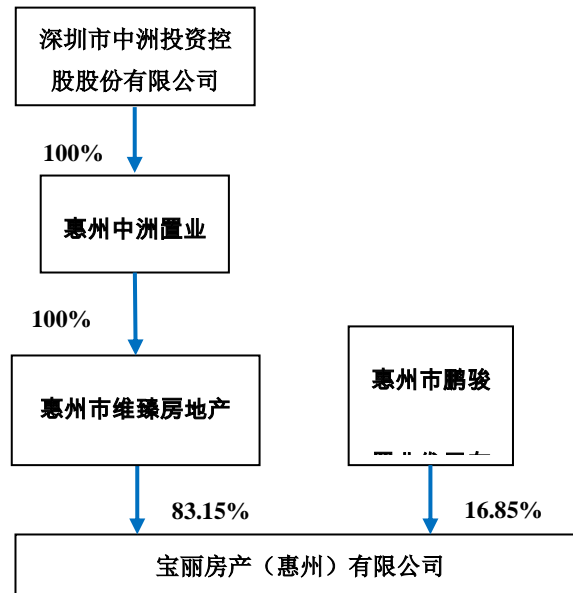 深圳市中洲投资控
股股份有限公司
100%
惠州中洲置业
100%
惠州市维臻房地产
惠州市鹏骏
83.15%
16.85%
宝丽房产（惠州）有限公司